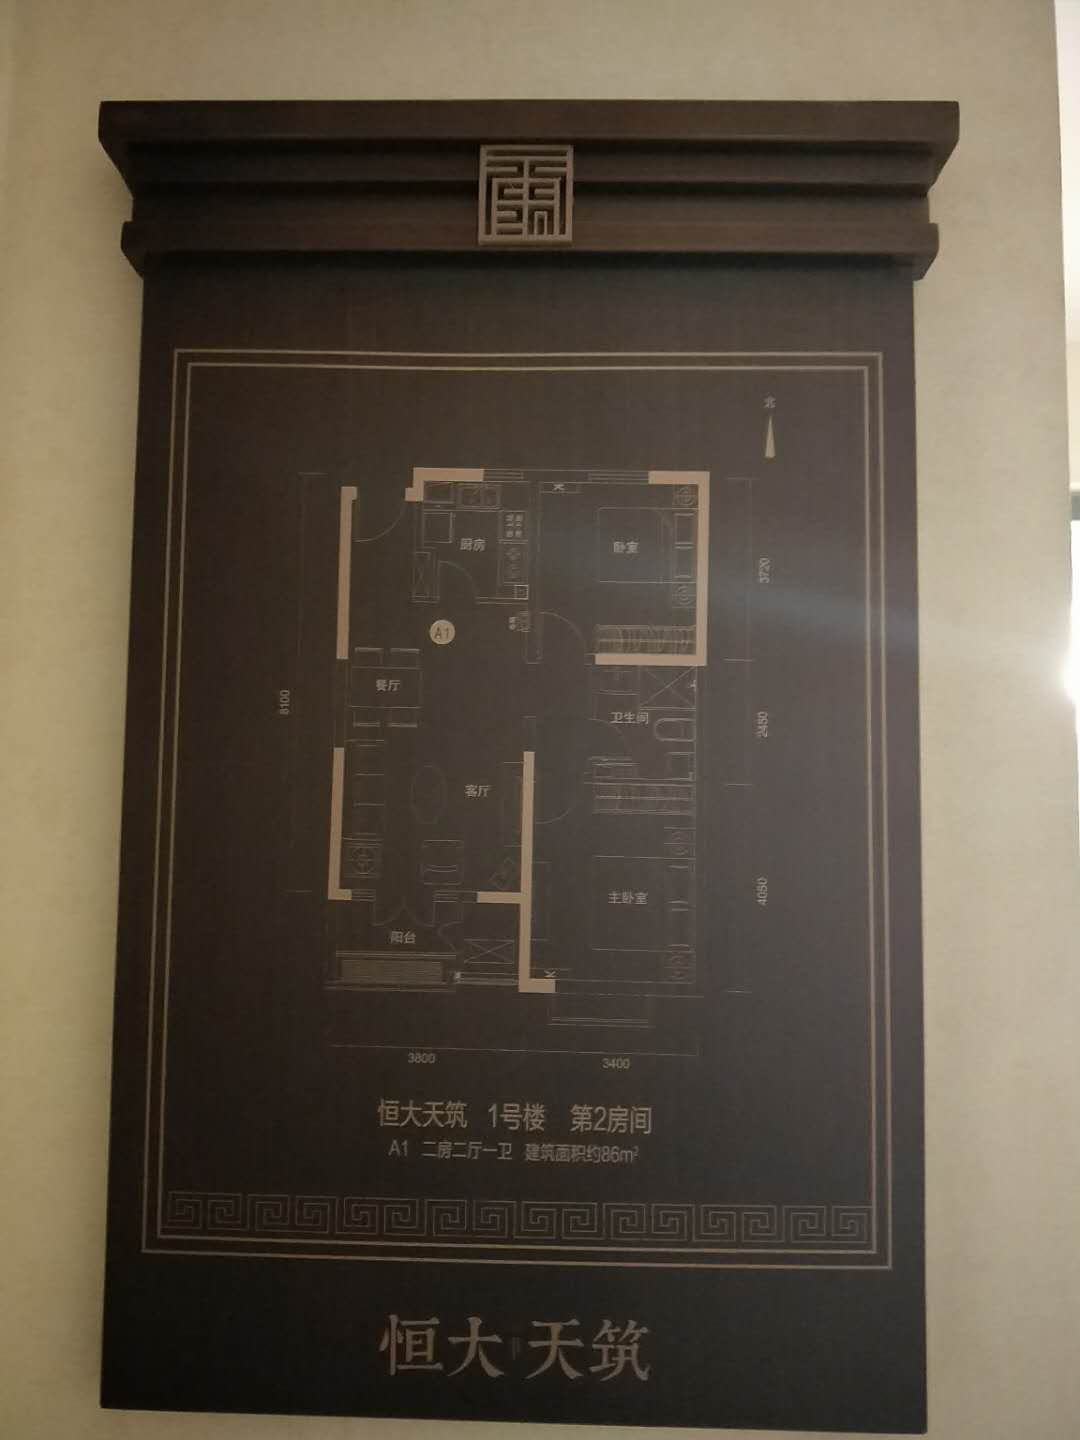 北
厨房
卧室
3720
A1
餐厅
8100
卫生间
2450
客厅
主卧室
4050
阳台
3800
3400
恒大天筑 1号楼 第2房间
A1 二房二厅一卫 建筑面积约86m²
恒大 天筑